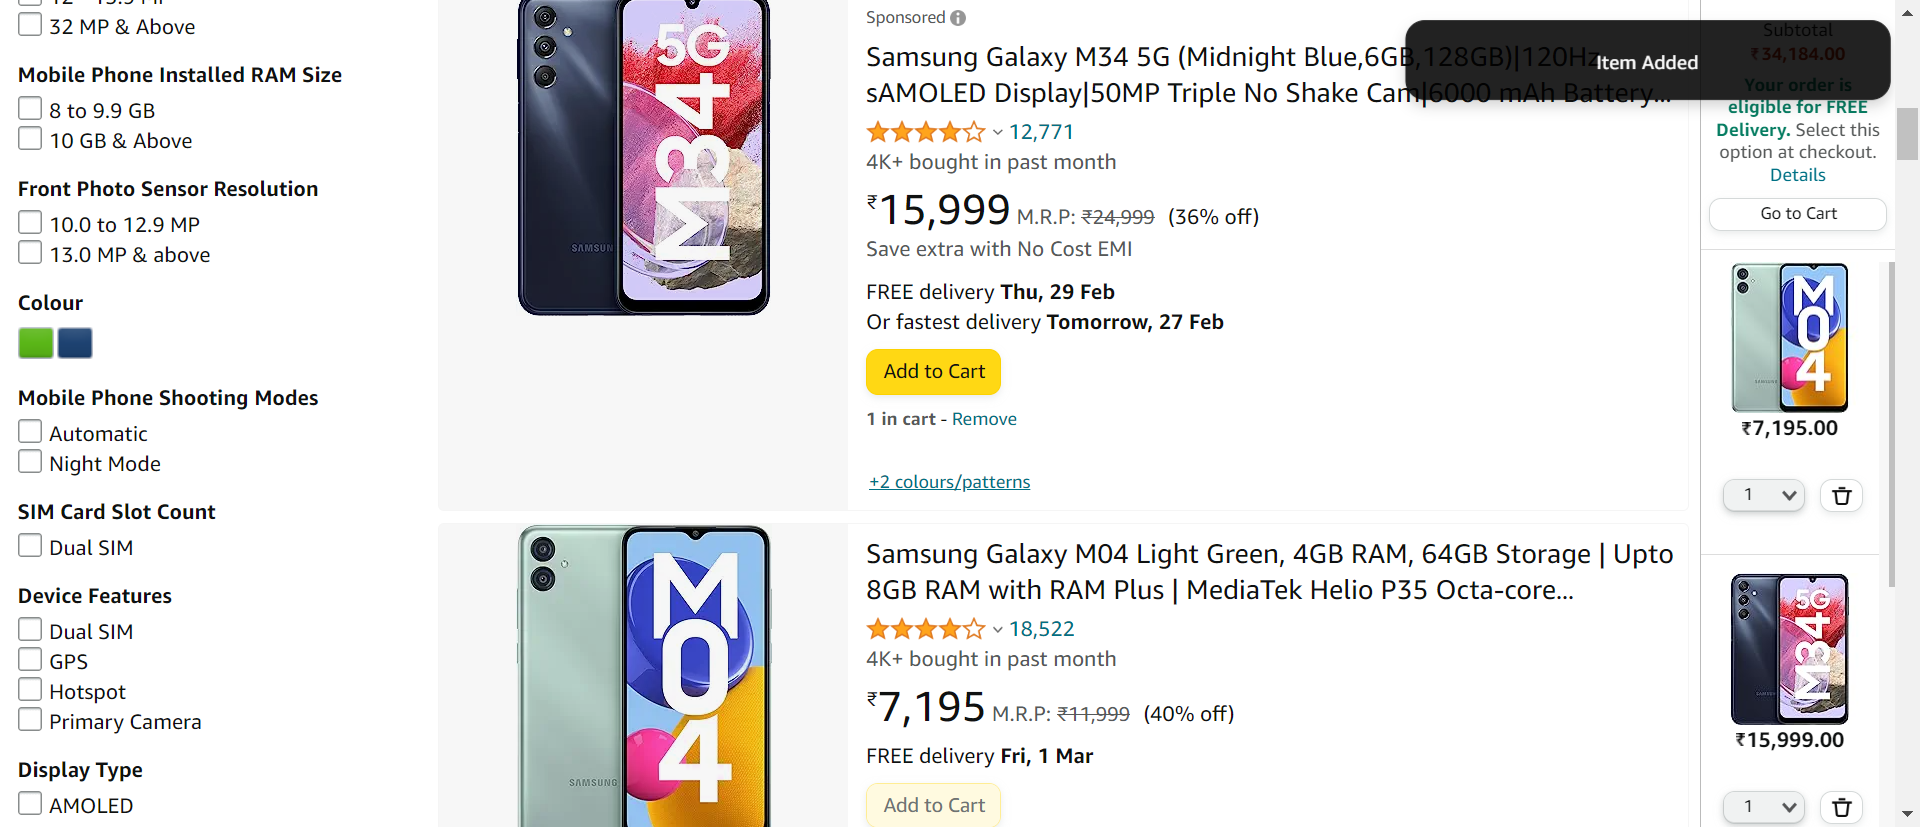 12 - 15.9 MP
32 MP & Above
Mobile Phone Installed RAM Size
8 to 9.9 GB
10 GB & Above
Front Photo Sensor Resolution
10.0 to 12.9 MP
13.0 MP & above
Colour
Mobile Phone Shooting Modes
Automatic
Night Mode
SIM Card Slot Count
Dual SIM
Device Features
Dual SIM
GPS
Hotspot
Primary Camera
Display Type
AMOLED
5G
M34
SAMSUN
Sponsored
Samsung Galaxy M34 5G (Midnight Blue,6GB,128GB)|120Hz
sAMOLED Display|50MP Triple No Shake Cam|6000 mAh Battery...
12,771
4K+ bought in past month
₹15,999 M.R.P: ₹24,999 (36% off)
Save extra with No Cost EMI
FREE delivery Thu, 29 Feb
Or fastest delivery Tomorrow, 27 Feb
Add to Cart
1 in cart - Remove
+2 colours/patterns
M04
SAMSUNG
Samsung Galaxy M04 Light Green, 4GB RAM, 64GB Storage | Upto
8GB RAM with RAM Plus | MediaTek Helio P35 Octa-core...
18,522
4K+ bought in past month
₹7,195 M.R.P: ₹11,999 (40% off)
FREE delivery Fri, 1 Mar
Add to Cart
Item Added
Subtotal
₹34,184.00
Your order is
eligible for FREE
Delivery. Select this
option at checkout.
Details
Go to Cart
M04
SAMSUNG
₹7,195.00
1
5G
M34
₹15,999.00
1